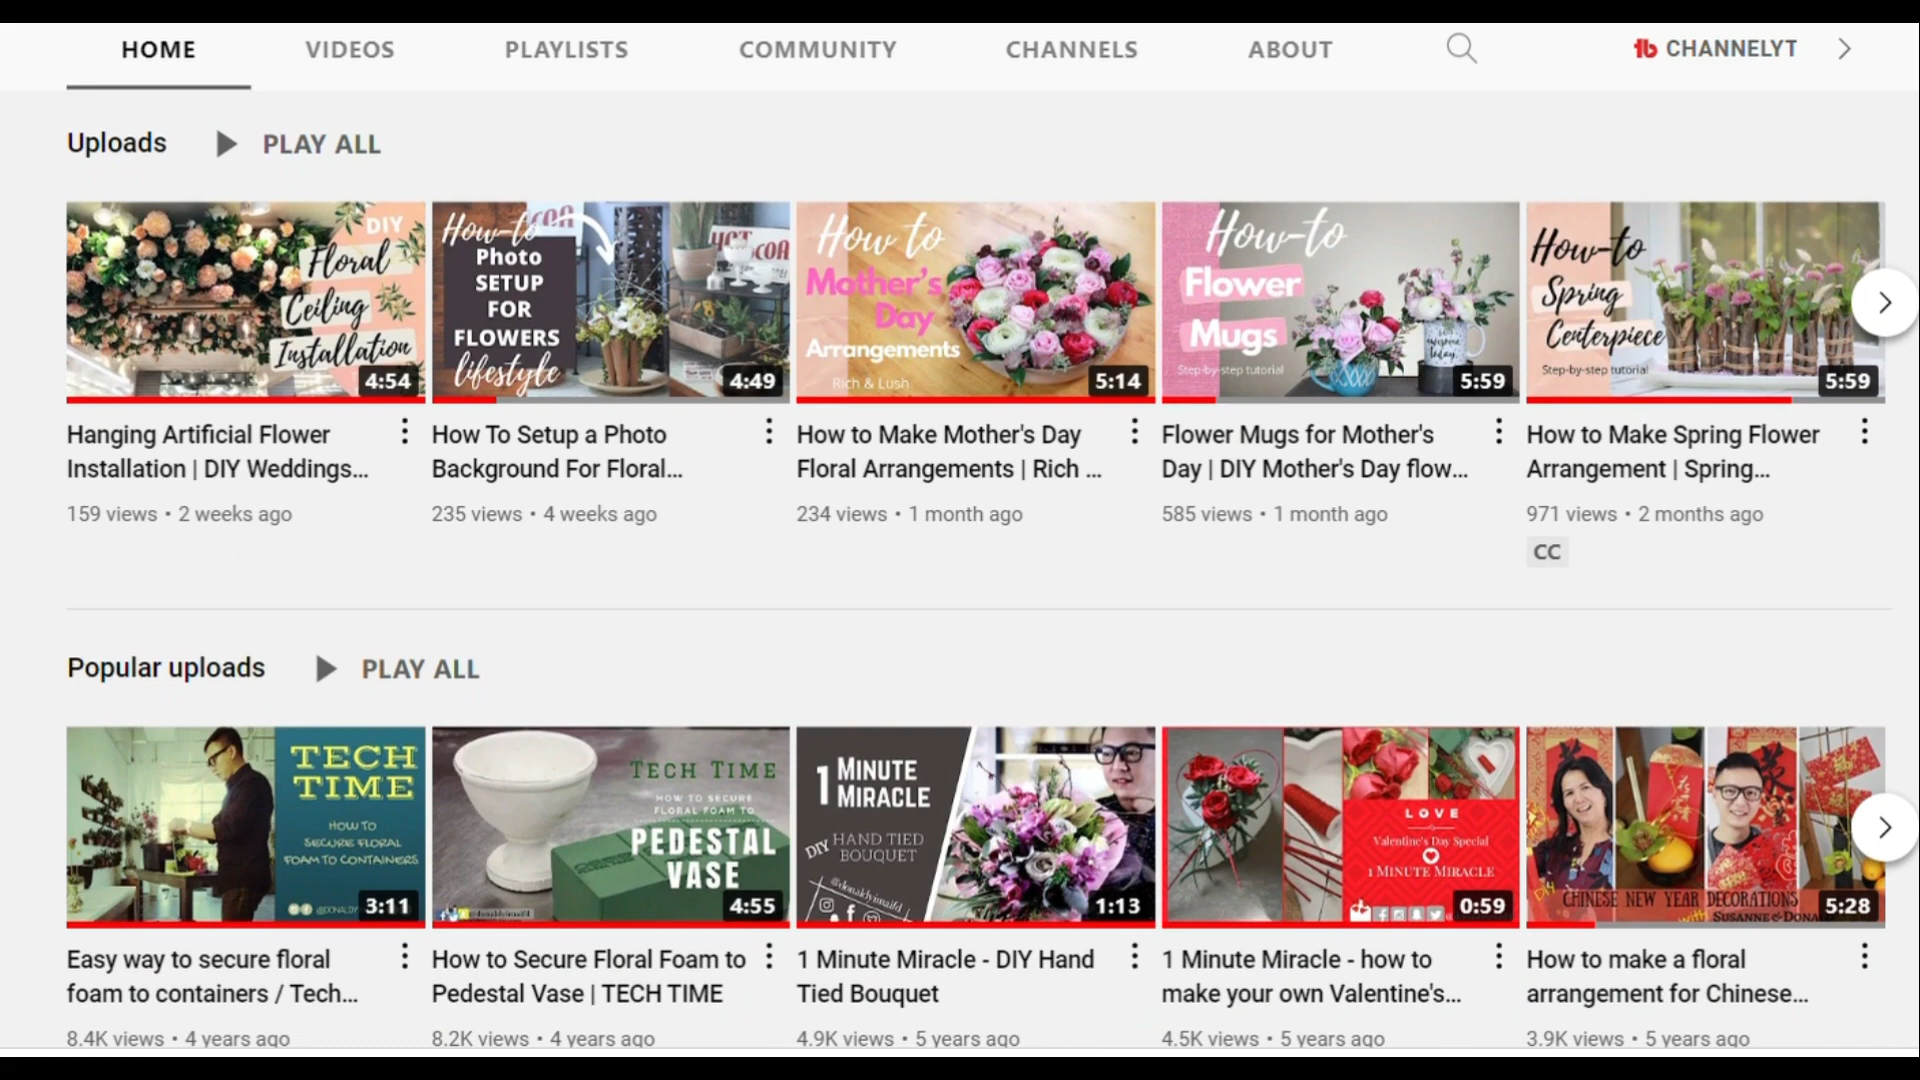 HOME VIDEOS PLAYLISTS COMMUNITY CHANNELS ABOUT CHANNELYT
Uploads PLAY ALL
DIY
Floral
Ceiling
Installation
4:54
How-to
Photo
SETUP
FOR
FLOWERS
lifestyle
4:49
How to
Mother's
Day
Arrangements
Rich & Lush
5:14
How-to
Flower
Mugs
Step-by-step tutorial
5:59
How-to
Spring
Centerpiece
Step-by-step tutorial
5:59
Hanging Artificial Flower
Installation | DIY Weddings...
159 views • 2 weeks ago
How To Setup a Photo
Background For Floral...
235 views • 4 weeks ago
How to Make Mother's Day
Floral Arrangements | Rich ...
234 views • 1 month ago
Flower Mugs for Mother's
Day | DIY Mother's Day flow...
585 views • 1 month ago
How to Make Spring Flower
Arrangement | Spring...
971 views • 2 months ago
CC
Popular uploads PLAY ALL
TECH
TIME
HOW TO
SECURE FLORAL
FOAM TO CONTAINERS
3:11
TECH TIME
HOW TO SECURE
FLORAL FOAM TO
PEDESTAL
VASE
4:55
1 MINUTE
MIRACLE
DIY HAND TIED
BOUQUET
1:13
LOVE
Valentine's Day Special
1 MINUTE MIRACLE
0:59
DIY
CHINESE NEW YEAR DECORATIONS
with SUSANNE & DONA
5:28
Easy way to secure floral
foam to containers / Tech...
8.4K views • 4 years ago
How to Secure Floral Foam to
Pedestal Vase | TECH TIME
8.2K views • 4 years ago
1 Minute Miracle - DIY Hand
Tied Bouquet
4.9K views • 5 years ago
1 Minute Miracle - how to
make your own Valentine's...
4.5K views • 5 years ago
How to make a floral
arrangement for Chinese...
3.9K views • 5 years ago